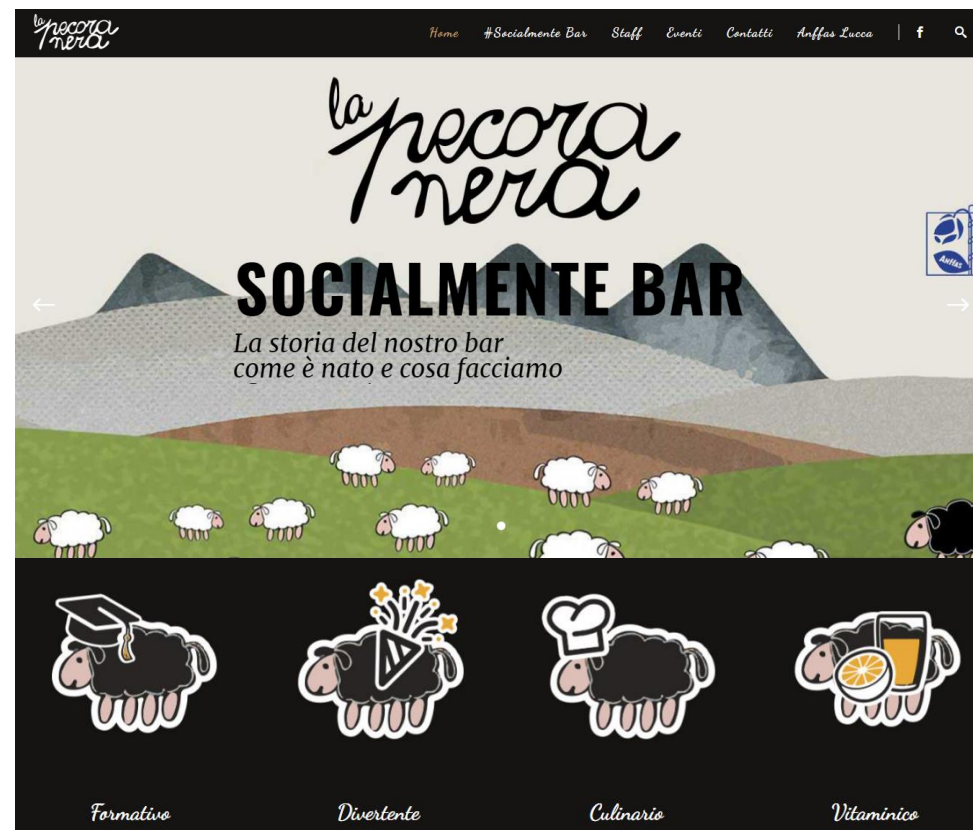 la pecora nera
Home #Socialmente Bar Staff Eventi Contatti Anffas Lucca | f
la pecora nera
ANffAS
SOCIALMENTE BAR
La storia del nostro bar
come è nato e cosa facciamo
Formativo Divertente Culinario Vitaminico